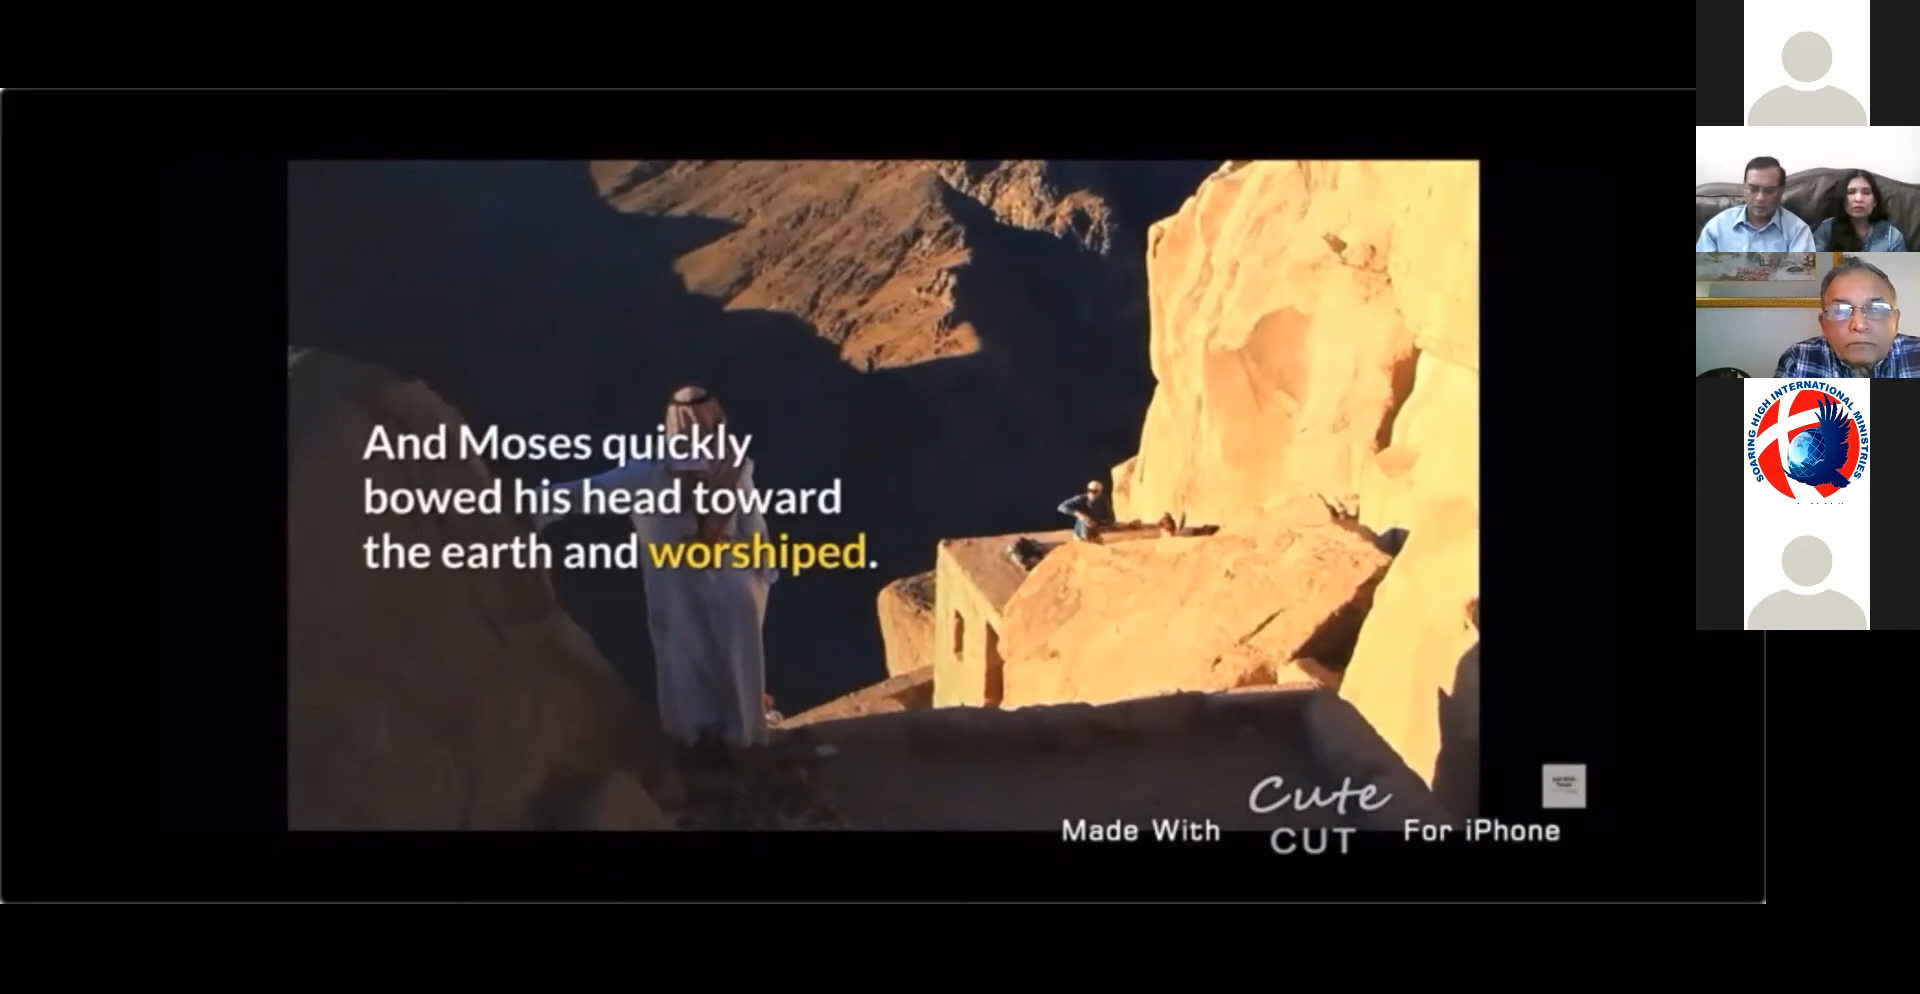 And Moses quickly
bowed his head toward
the earth and worshiped.
Cute
Made With CUT For iPhone
SOARING HIGH INTERNATIONAL MINISTRIES